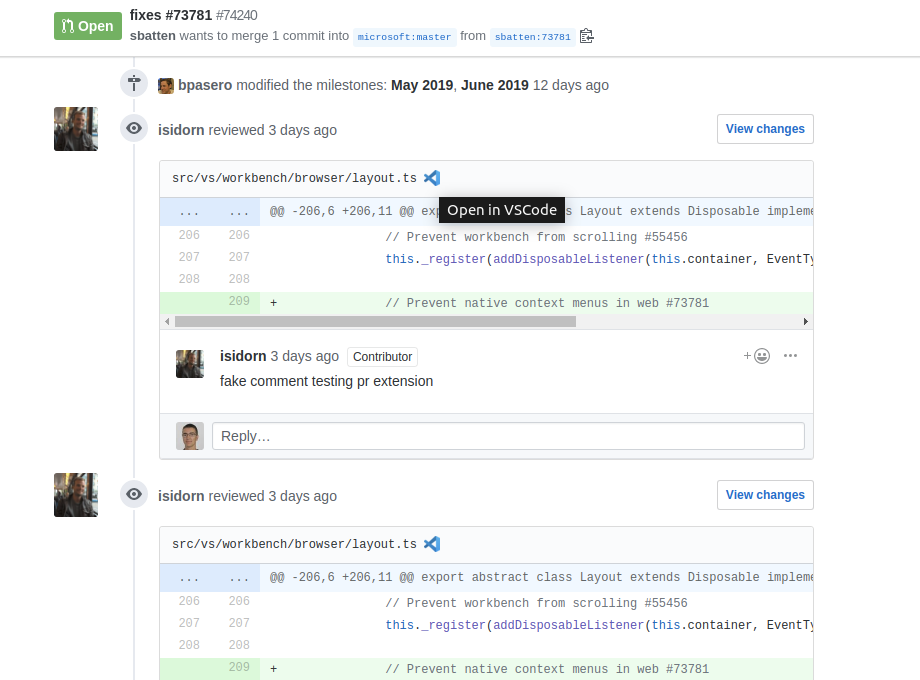 Open
fixes #73781 #74240
sbatten wants to merge 1 commit into microsoft:master from sbatten:73781
bpasero modified the milestones: May 2019, June 2019 12 days ago
isidorn reviewed 3 days ago
View changes
src/vs/workbench/browser/layout.ts
Open in VSCode
... ... @@ -206,6 +206,11 @@ exp s Layout extends Disposable impleme
206 206 // Prevent workbench from scrolling #55456
207 207 this._register(addDisposableListener(this.container, EventTy
208 208
209 + // Prevent native context menus in web #73781
isidorn 3 days ago Contributor
fake comment testing pr extension
Reply…
isidorn reviewed 3 days ago
View changes
src/vs/workbench/browser/layout.ts
... ... @@ -206,6 +206,11 @@ export abstract class Layout extends Disposable impleme
206 206 // Prevent workbench from scrolling #55456
207 207 this._register(addDisposableListener(this.container, EventTy
208 208
209 + // Prevent native context menus in web #73781